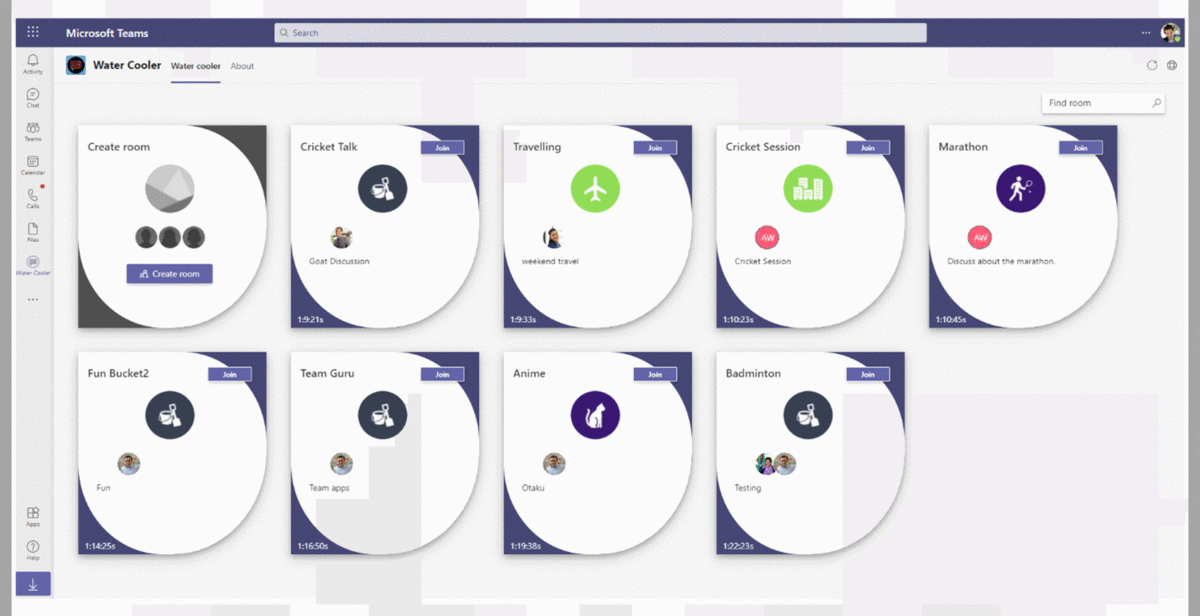 Microsoft Teams
Search
Activity
Chat
Teams
Calendar
Calls
Files
Water Cooler
Apps
Help
Water Cooler
Water cooler
About
Find room
Create room
Create room
Cricket Talk
Join
Goat Discussion
1:9:21s
Travelling
Join
weekend travel
1:9:33s
Cricket Session
Join
AW
Cricket Session
1:10:23s
Marathon
Join
AW
Discuss about the marathon.
1:10:45s
Fun Bucket2
Join
Fun
1:14:25s
Team Guru
Join
Team apps
1:16:50s
Anime
Join
Otaku
1:19:38s
Badminton
Join
Testing
1:22:23s